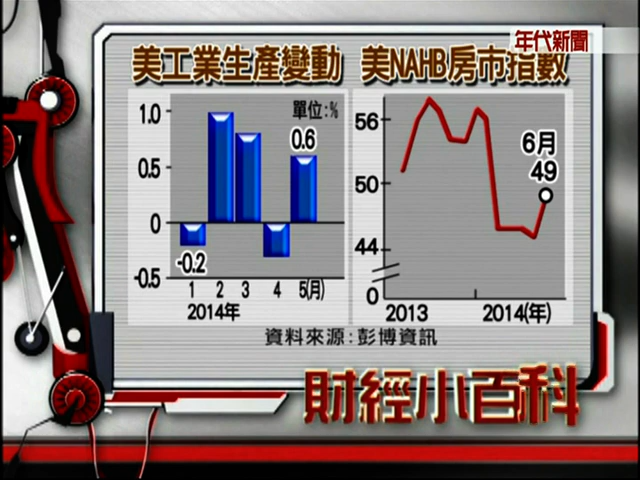 年代新聞
美工業生產變動
美NAHB房市指數
單位:%
1.0
0.5
0
-0.5
-0.2
0.6
1 2 3 4 5(月)
2014年
56
50
44
0
6月
49
2013 2014(年)
資料來源:彭博資訊
財經小百科